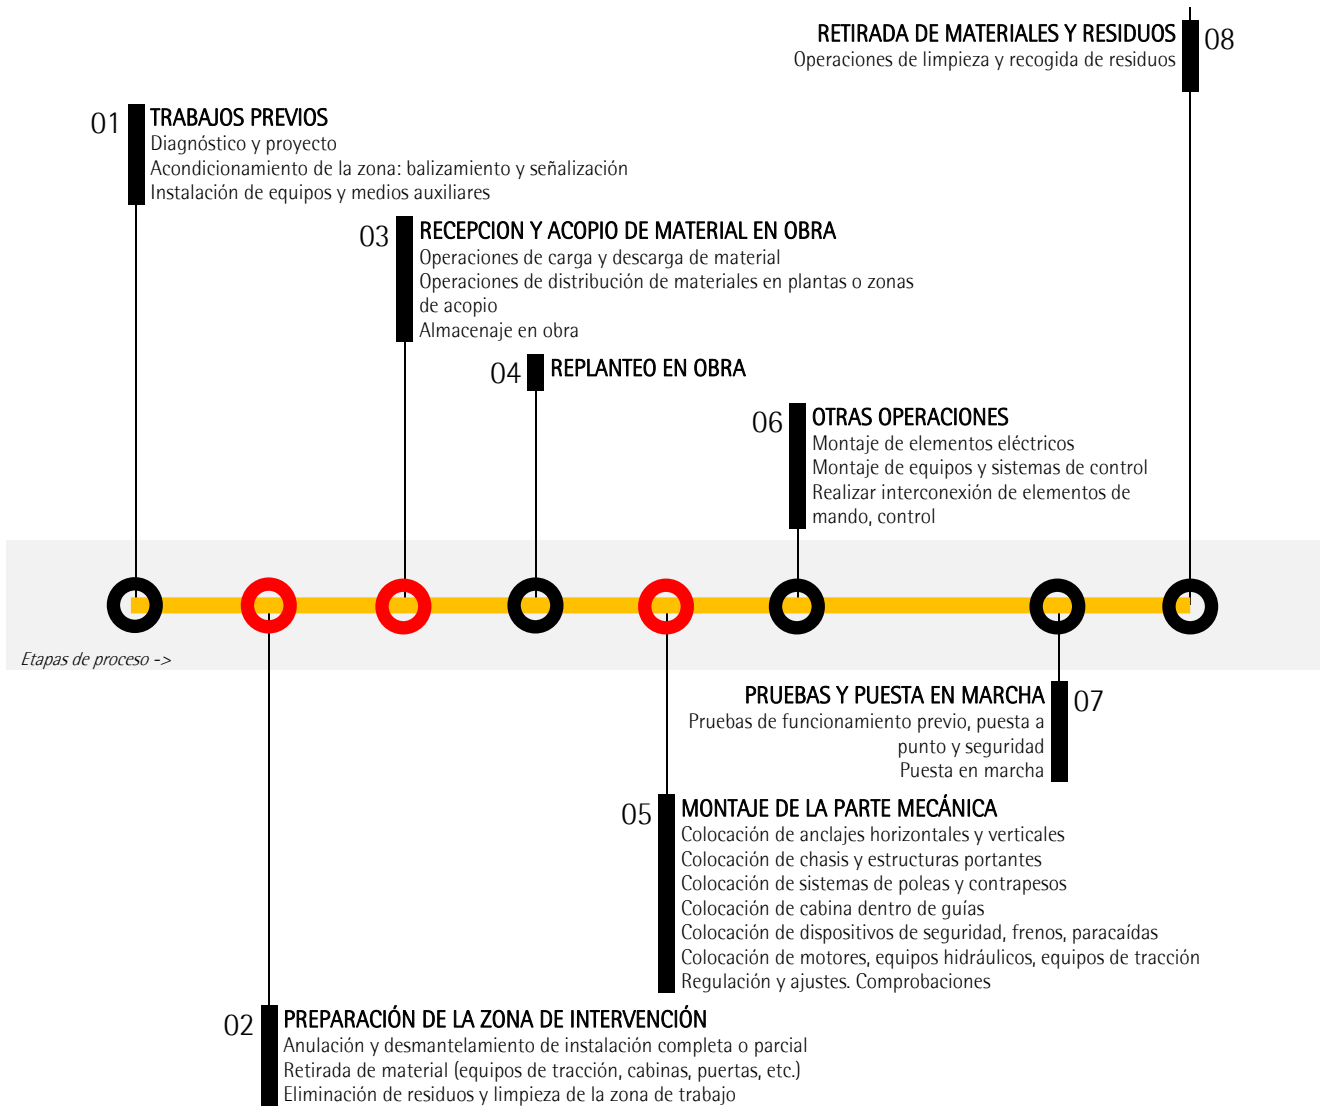 RETIRADA DE MATERIALES Y RESIDUOS
08
Operaciones de limpieza y recogida de residuos
01
TRABAJOS PREVIOS
Diagnóstico y proyecto
Acondicionamiento de la zona: balizamiento y señalización
Instalación de equipos y medios auxiliares
03
RECEPCION Y ACOPIO DE MATERIAL EN OBRA
Operaciones de carga y descarga de material
Operaciones de distribución de materiales en plantas o zonas
de acopio
Almacenaje en obra
04
REPLANTEO EN OBRA
06
OTRAS OPERACIONES
Montaje de elementos eléctricos
Montaje de equipos y sistemas de control
Realizar interconexión de elementos de
mando, control
Etapas de proceso ->
PRUEBAS Y PUESTA EN MARCHA
07
Pruebas de funcionamiento previo, puesta a
punto y seguridad
Puesta en marcha
05
MONTAJE DE LA PARTE MECÁNICA
Colocación de anclajes horizontales y verticales
Colocación de chasis y estructuras portantes
Colocación de sistemas de poleas y contrapesos
Colocación de cabina dentro de guías
Colocación de dispositivos de seguridad, frenos, paracaídas
Colocación de motores, equipos hidráulicos, equipos de tracción
Regulación y ajustes. Comprobaciones
02
PREPARACIÓN DE LA ZONA DE INTERVENCIÓN
Anulación y desmantelamiento de instalación completa o parcial
Retirada de material (equipos de tracción, cabinas, puertas, etc.)
Eliminación de residuos y limpieza de la zona de trabajo